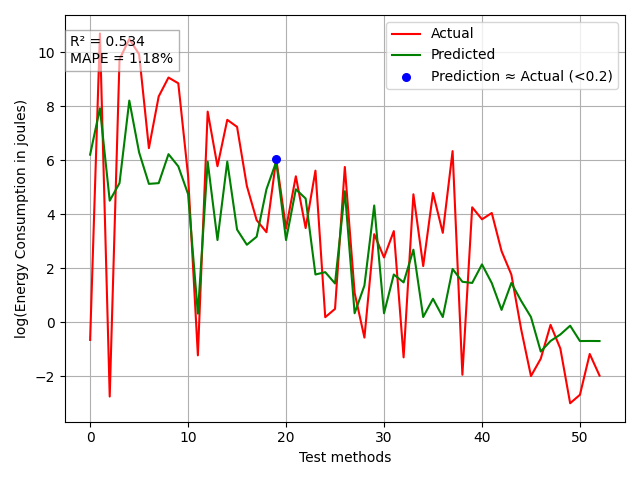 R² = 0.534
MAPE = 1.18%
Actual
Predicted
Prediction ≈ Actual (<0.2)
log(Energy Consumption in joules)
10
8
6
4
2
0
−2
0
10
20
30
40
50
Test methods